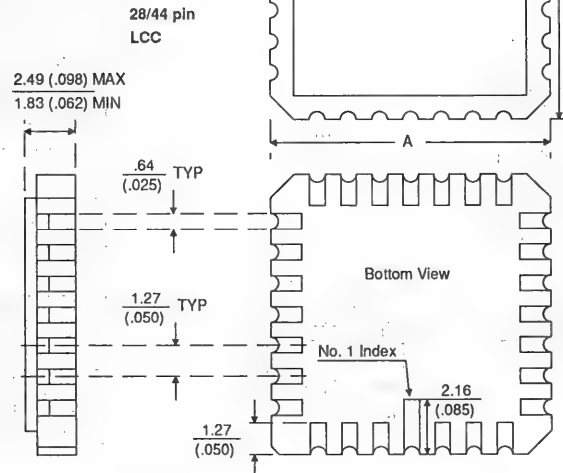 28/44 pin
LCC
2.49 (.098) MAX
1.83 (.062) MIN
A
.64 TYP
(.025)
Bottom View
1.27 TYP
(.050)
No. 1 Index
2.16
(.085)
1.27
(.050)